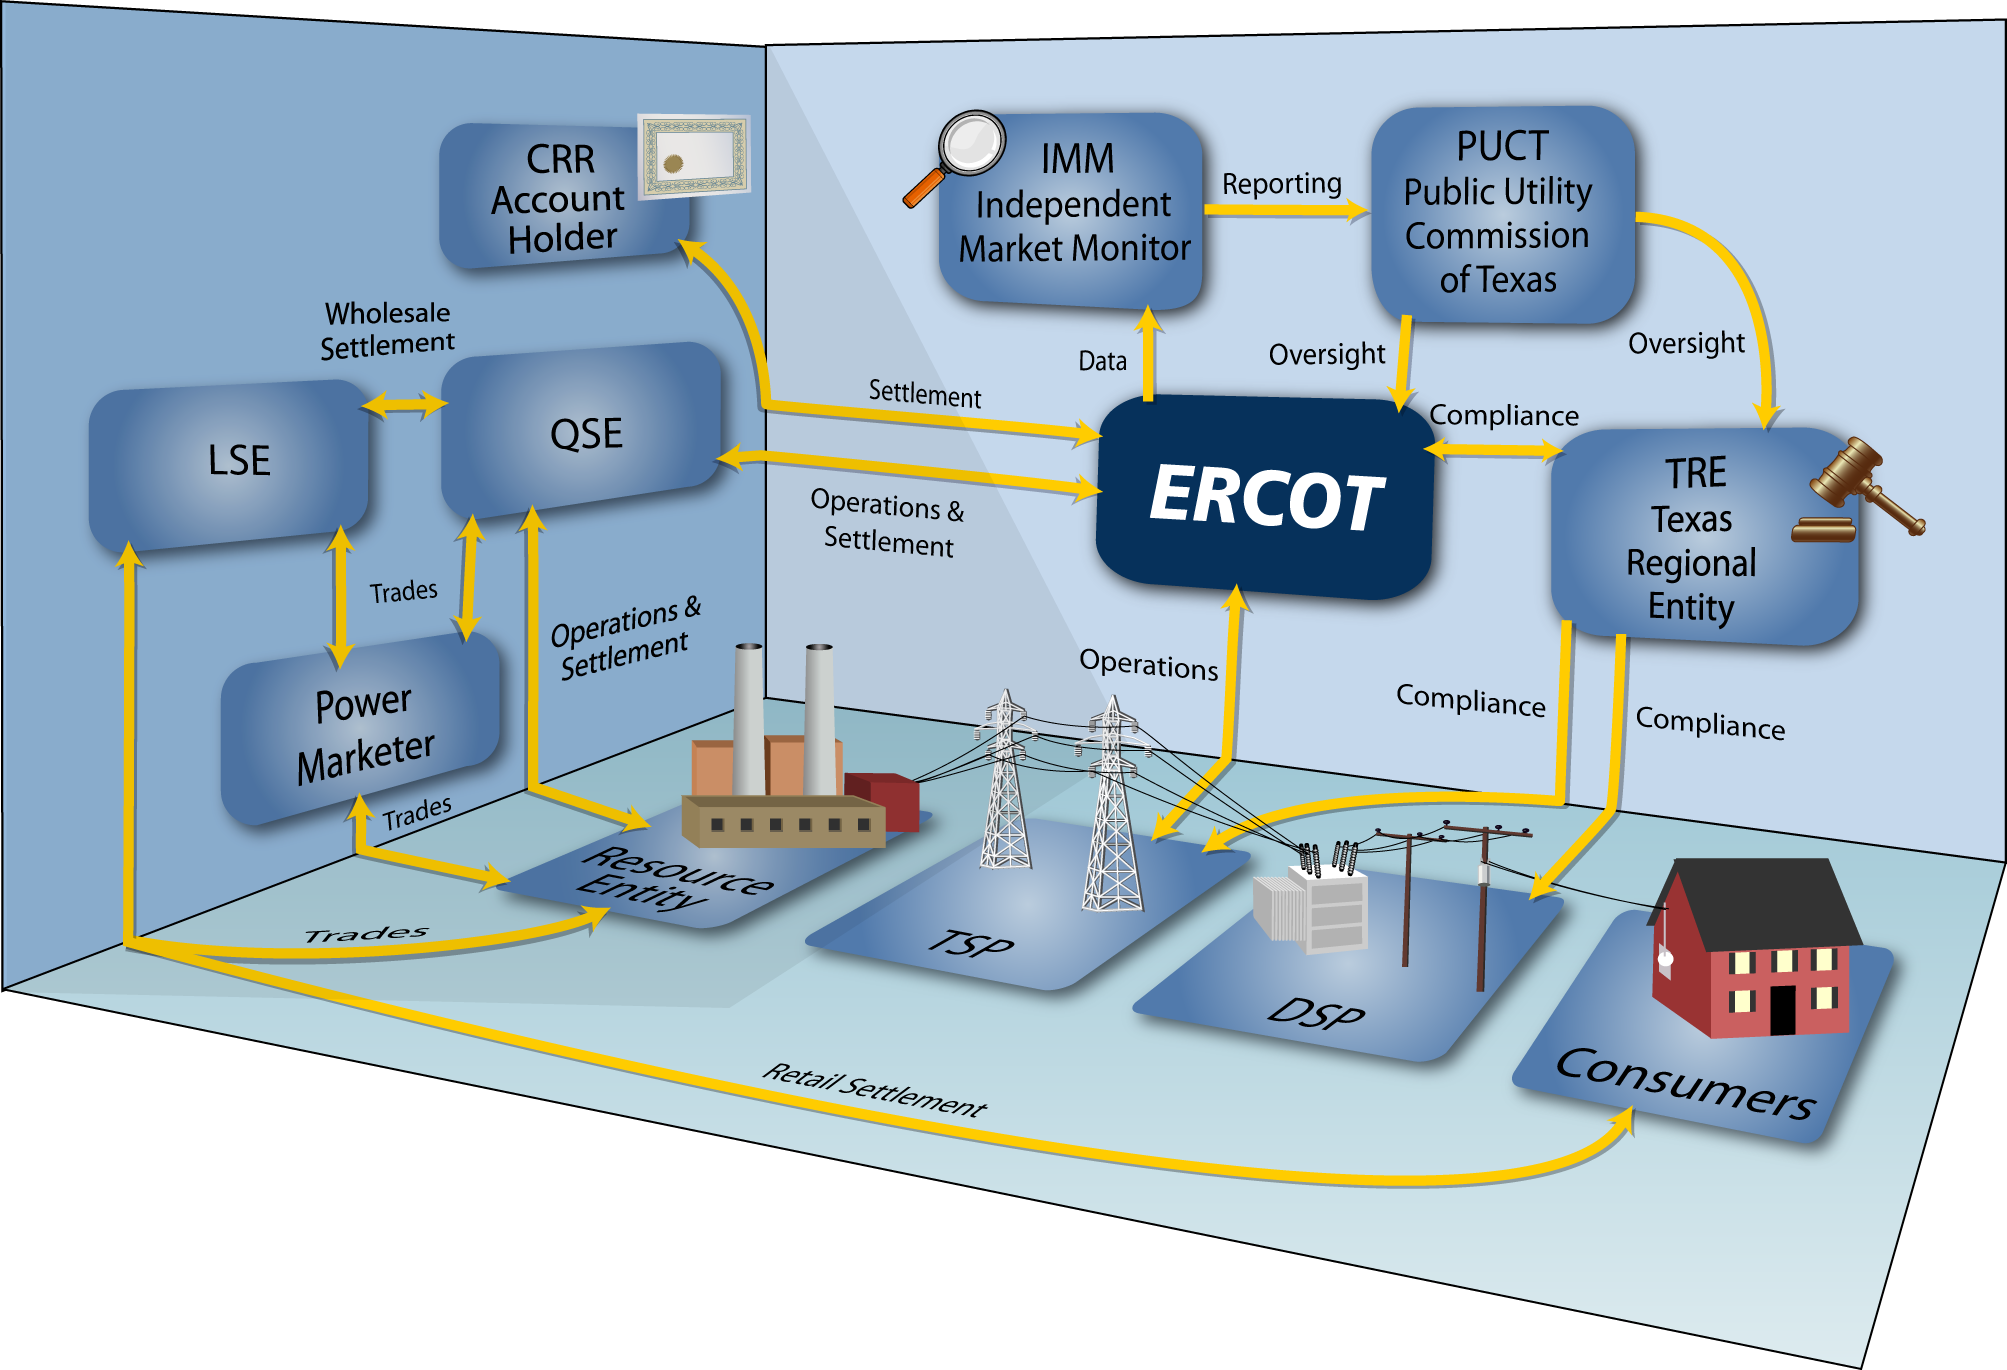 CRR
Account
Holder
IMM
Independent
Market Monitor
Reporting
PUCT
Public Utility
Commission
of Texas
Wholesale
Settlement
Data
Oversight
Oversight
LSE
QSE
Settlement
Compliance
Operations &
Settlement
ERCOT
TRE
Texas
Regional
Entity
Trades
Operations &
Settlement
Operations
Compliance
Compliance
Power
Marketer
Trades
Resource
Entity
Trades
TSP
DSP
Consumers
Retail Settlement